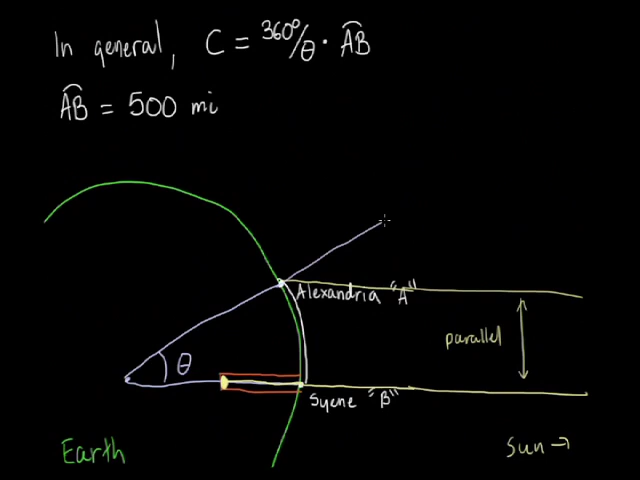 In general, C = 360°/θ · AB
AB = 500 mi
Alexandria "A"
parallel
θ
Syene "B"
Earth
Sun →